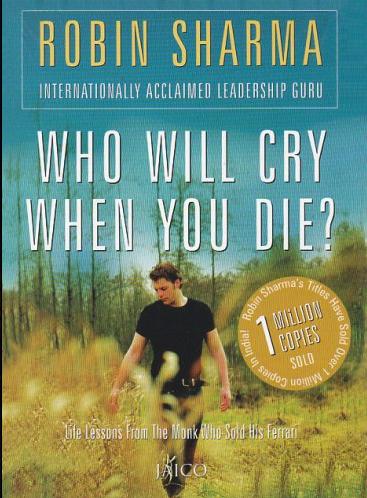 ROBIN SHARMA
INTERNATIONALLY ACCLAIMED LEADERSHIP GURU
WHO WILL CRY
WHEN YOU DIE?
Robin Sharma's Titles Have Sold Over 1 Million Copies in India!
1 MILLION
COPIES
SOLD
Life Lessons From The Monk Who Sold His Ferrari
JAICO